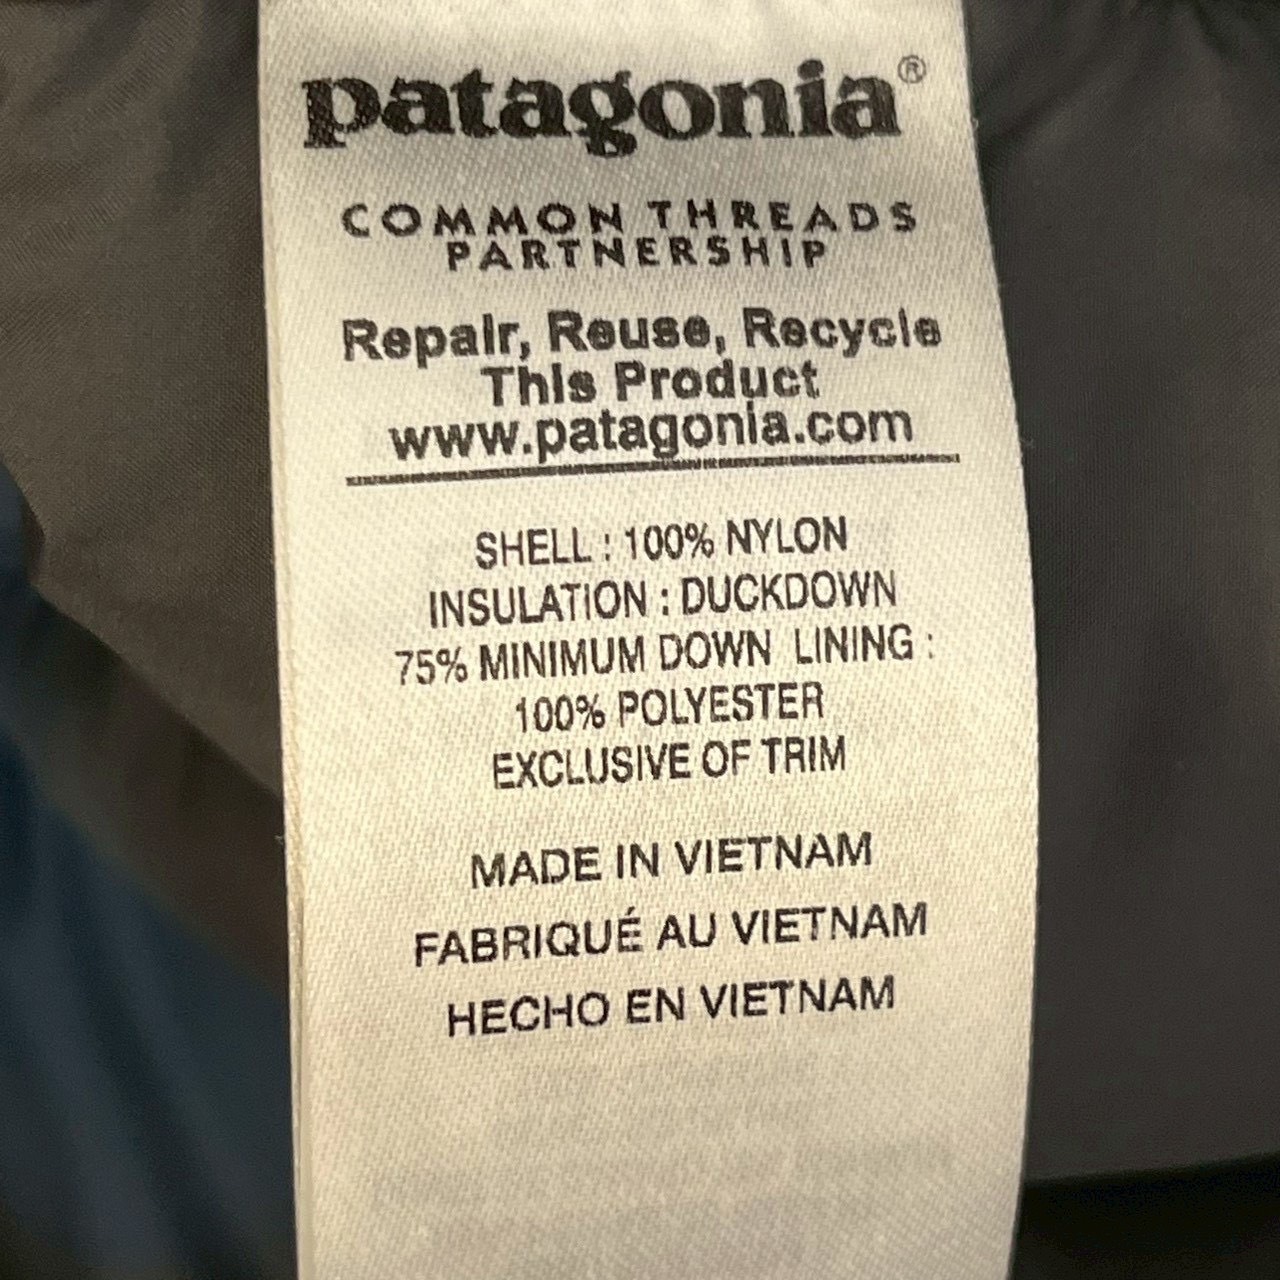 patagonia®
COMMON THREADS
PARTNERSHIP
Repair, Reuse, Recycle
This Product
www.patagonia.com
SHELL : 100% NYLON
INSULATION : DUCKDOWN
75% MINIMUM DOWN LINING :
100% POLYESTER
EXCLUSIVE OF TRIM
MADE IN VIETNAM
FABRIQUÉ AU VIETNAM
HECHO EN VIETNAM